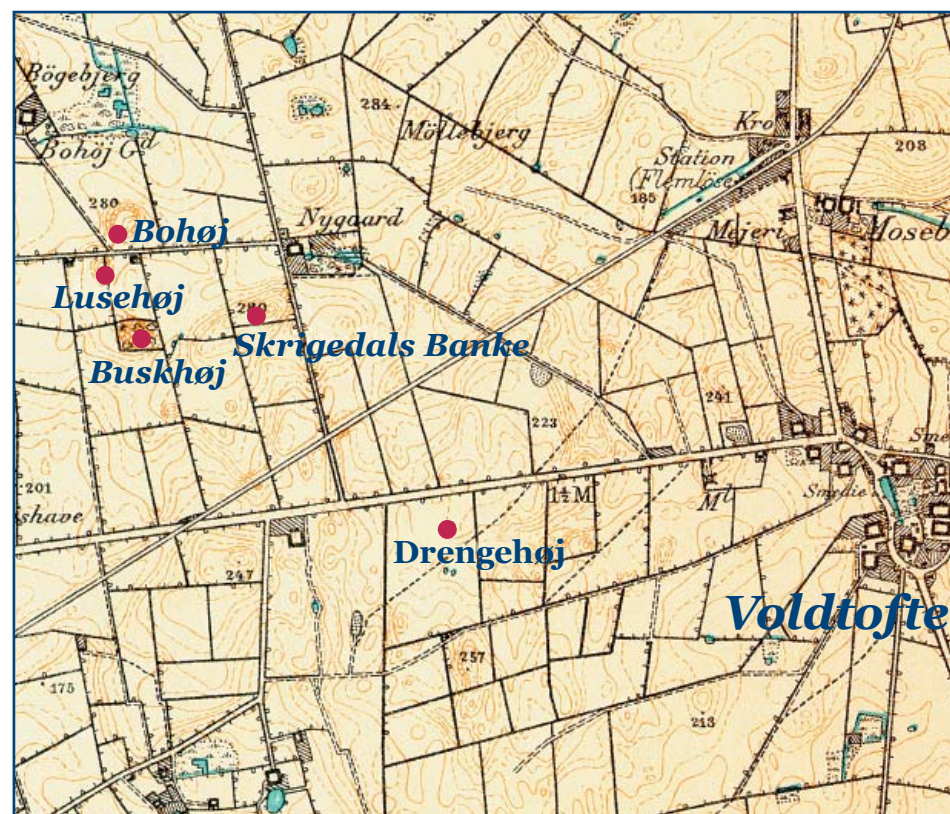 Bögebjerg
Bohöj Gd
284
Möllebjerg
Kro
Station
(Flemlöse)
208
185
280
Nygaard
Mejeri
Moseb
Bohøj
Lusehøj
280
Skrigedals Banke
Buskhøj
241
223
201
shave
1½ M
Ml
Smedie
Sme
Drengehøj
247
Voldtofte
257
175
213